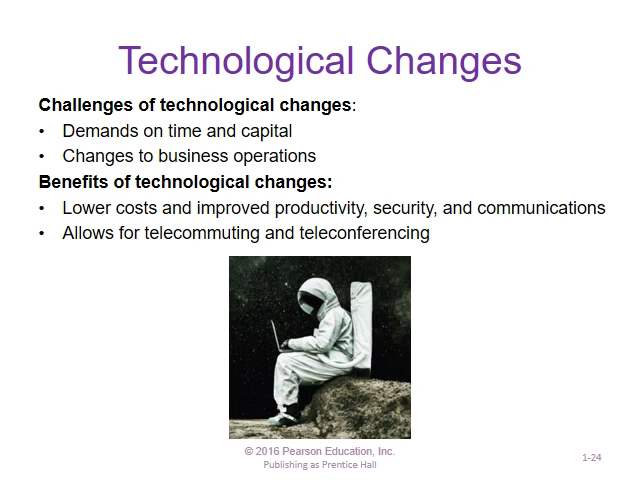 Technological Changes
Challenges of technological changes:
• Demands on time and capital
• Changes to business operations
Benefits of technological changes:
• Lower costs and improved productivity, security, and communications
• Allows for telecommuting and teleconferencing
© 2016 Pearson Education, Inc.
Publishing as Prentice Hall
1-24